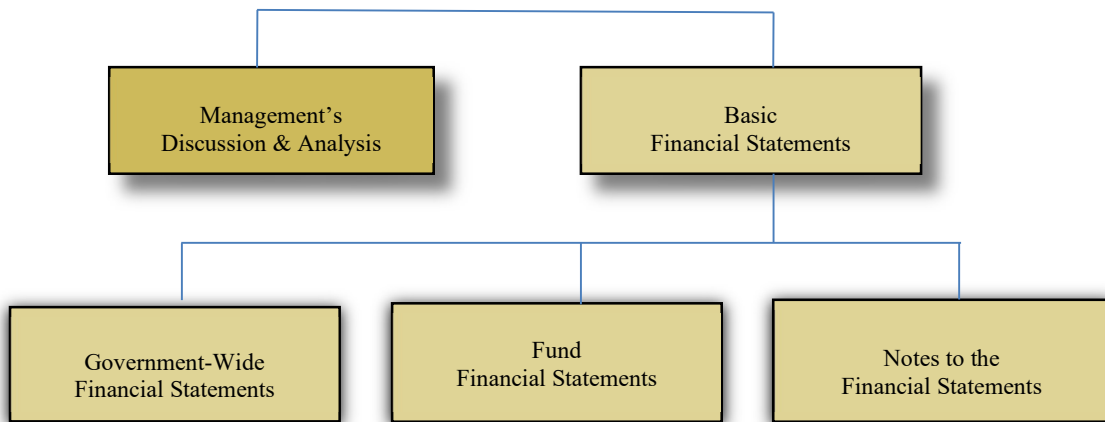 Management’s
Discussion & Analysis
Basic
Financial Statements
Government-Wide
Financial Statements
Fund
Financial Statements
Notes to the
Financial Statements